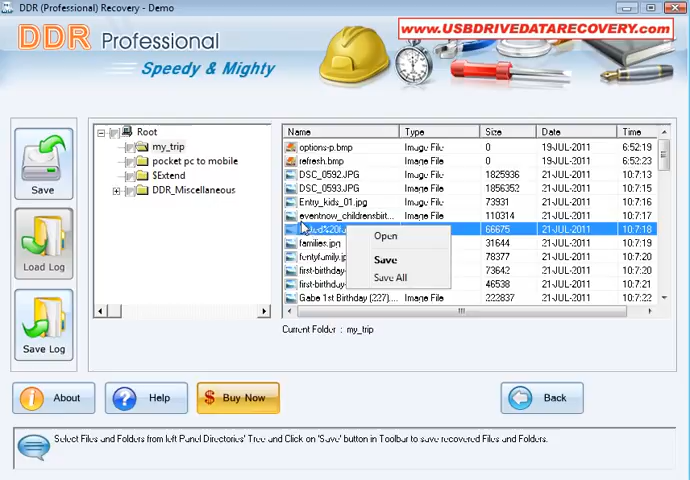 DDR (Professional) Recovery - Demo
DDR Professional
www.USBDRIVEDATARECOVERY.com
Speedy & Mighty
Save
Load Log
Save Log
Root
my_trip
pocket pc to mobile
$Extend
DDR_Miscellaneous
Name Type Size Date Time
options-p.bmp Image File 0 19-JUL-2011 6:52:19
refresh.bmp Image File 0 19-JUL-2011 6:52:23
DSC_0592.JPG Image File 1825936 21-JUL-2011 10:7:13
DSC_0593.JPG Image File 1856352 21-JUL-2011 10:7:15
Entry_kids_01.jpg Image File 73931 21-JUL-2011 10:7:16
eventnow_childrensbirt... Image File 110314 21-JUL-2011 10:7:17
66675 21-JUL-2011 10:7:18
families.jpg 31644 21-JUL-2011 10:7:19
fentyfamily.j 78377 21-JUL-2011 10:7:20
first-birthday- 73642 21-JUL-2011 10:7:21
first-birthday- 46538 21-JUL-2011 10:7:21
Gabe 1st Birthday (227).... Image File 222837 21-JUL-2011 10:7:22
Open
Save
Save All
Current Folder : my_trip
About
Help
$ Buy Now
Back
Select Files and Folders from left Panel Directories' Tree and Click on 'Save' button in Toolbar to save recovered Files and Folders.